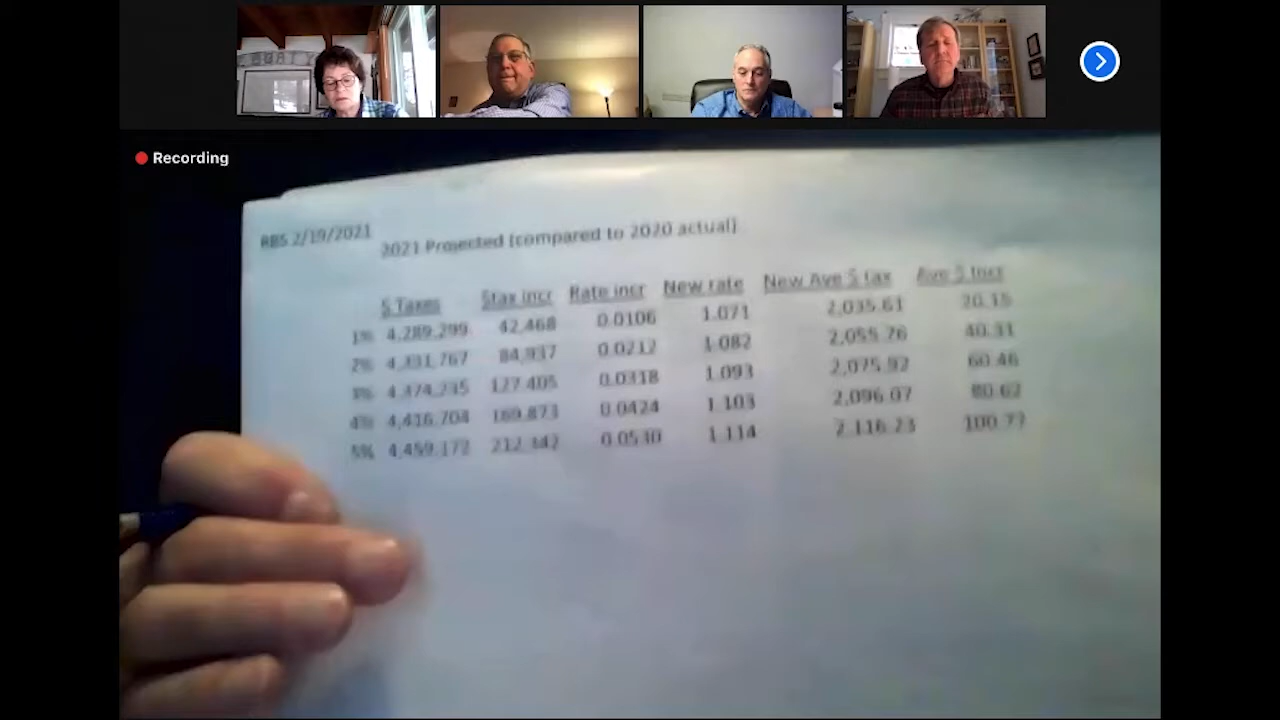 Recording
RBS 2/19/2021
2021 Projected (compared to 2020 actual)
$ Taxes $tax incr Rate incr New rate New Ave $ tax Ave $ Incr
1% 4,289,299 42,468 0.0106 1.071 2,035.61 20.15
2% 4,331,767 84,937 0.0212 1.082 2,055.76 40.31
3% 4,374,235 127,405 0.0318 1.093 2,075.92 60.46
4% 4,416,704 169,873 0.0424 1.103 2,096.07 80.62
5% 4,459,172 212,342 0.0530 1.114 2,116.23 100.77